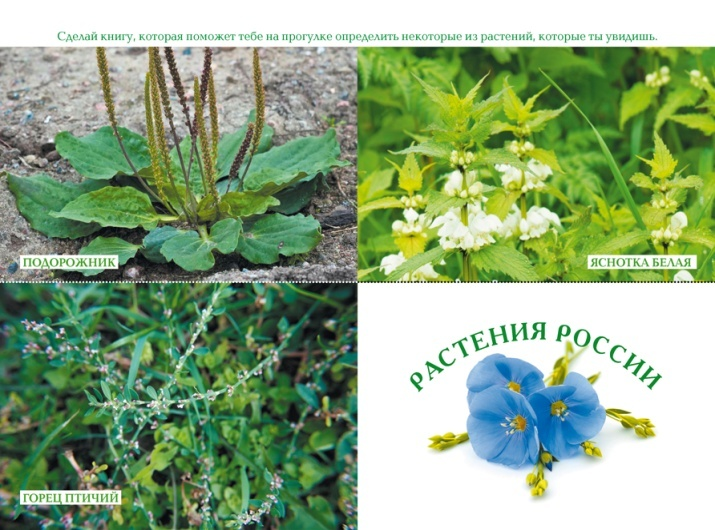 Сделай книгу, которая поможет тебе на прогулке определить некоторые из растений, которые ты увидишь.
ПОДОРОЖНИК
ЯСНОТКА БЕЛАЯ
ГОРЕЦ ПТИЧИЙ
РАСТЕНИЯ РОССИИ